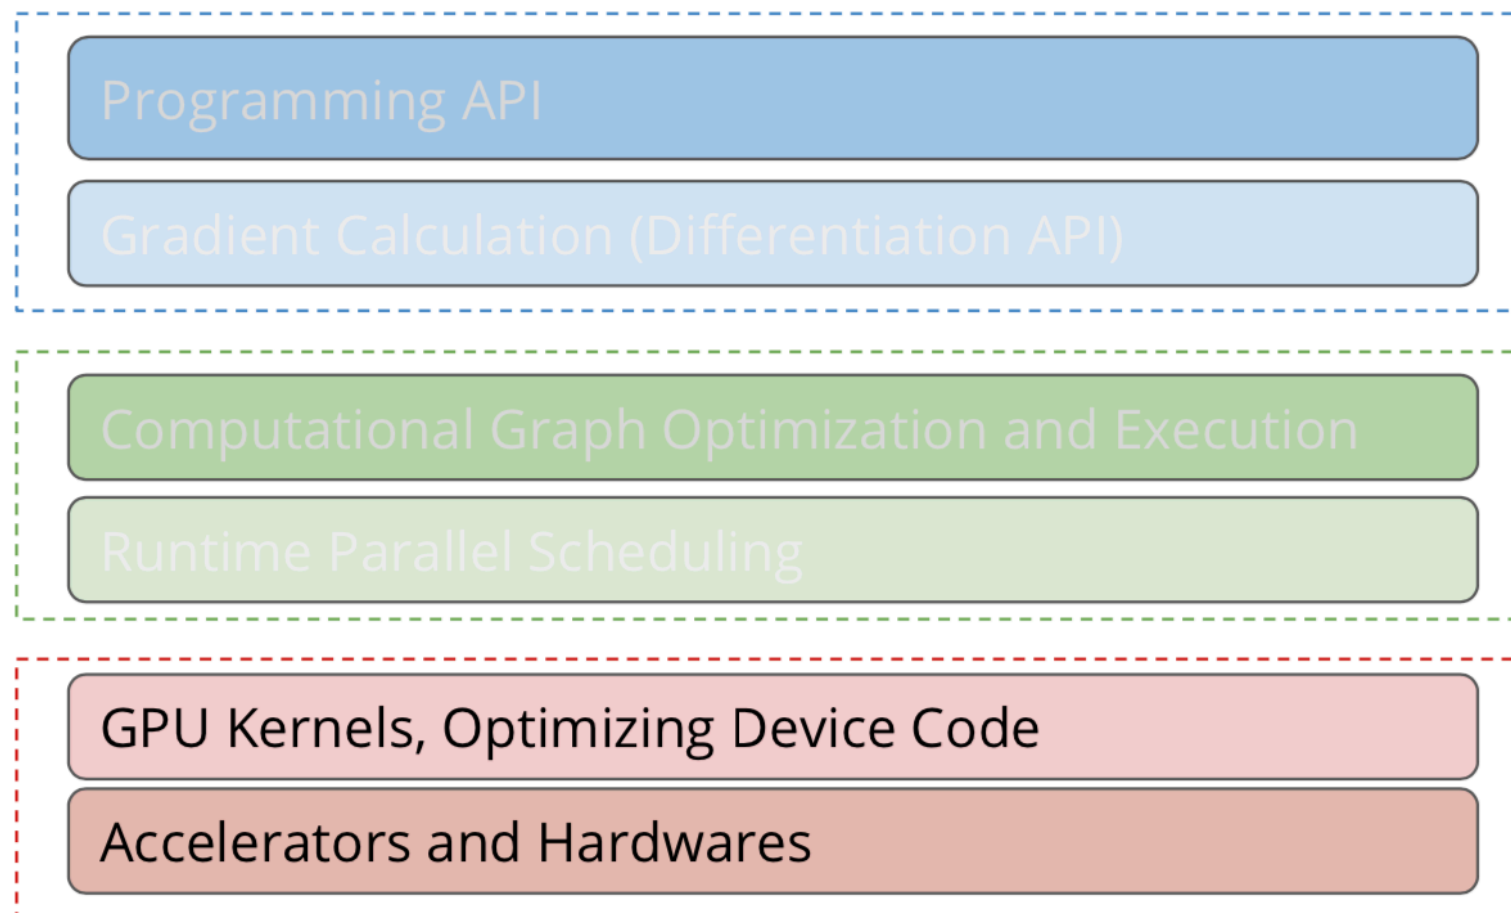 Programming API
Gradient Calculation (Differentiation API)
Computational Graph Optimization and Execution
Runtime Parallel Scheduling
GPU Kernels, Optimizing Device Code
Accelerators and Hardwares